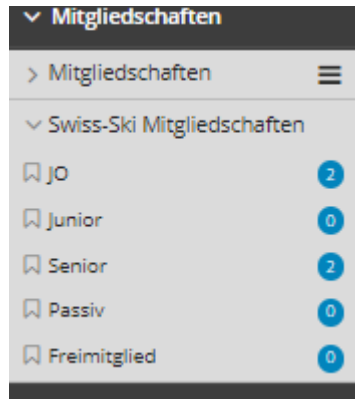 Mitgliedschaften
Mitgliedschaften
Swiss-Ski Mitgliedschaften
JO 2
Junior 0
Senior 2
Passiv 0
Freimitglied 0